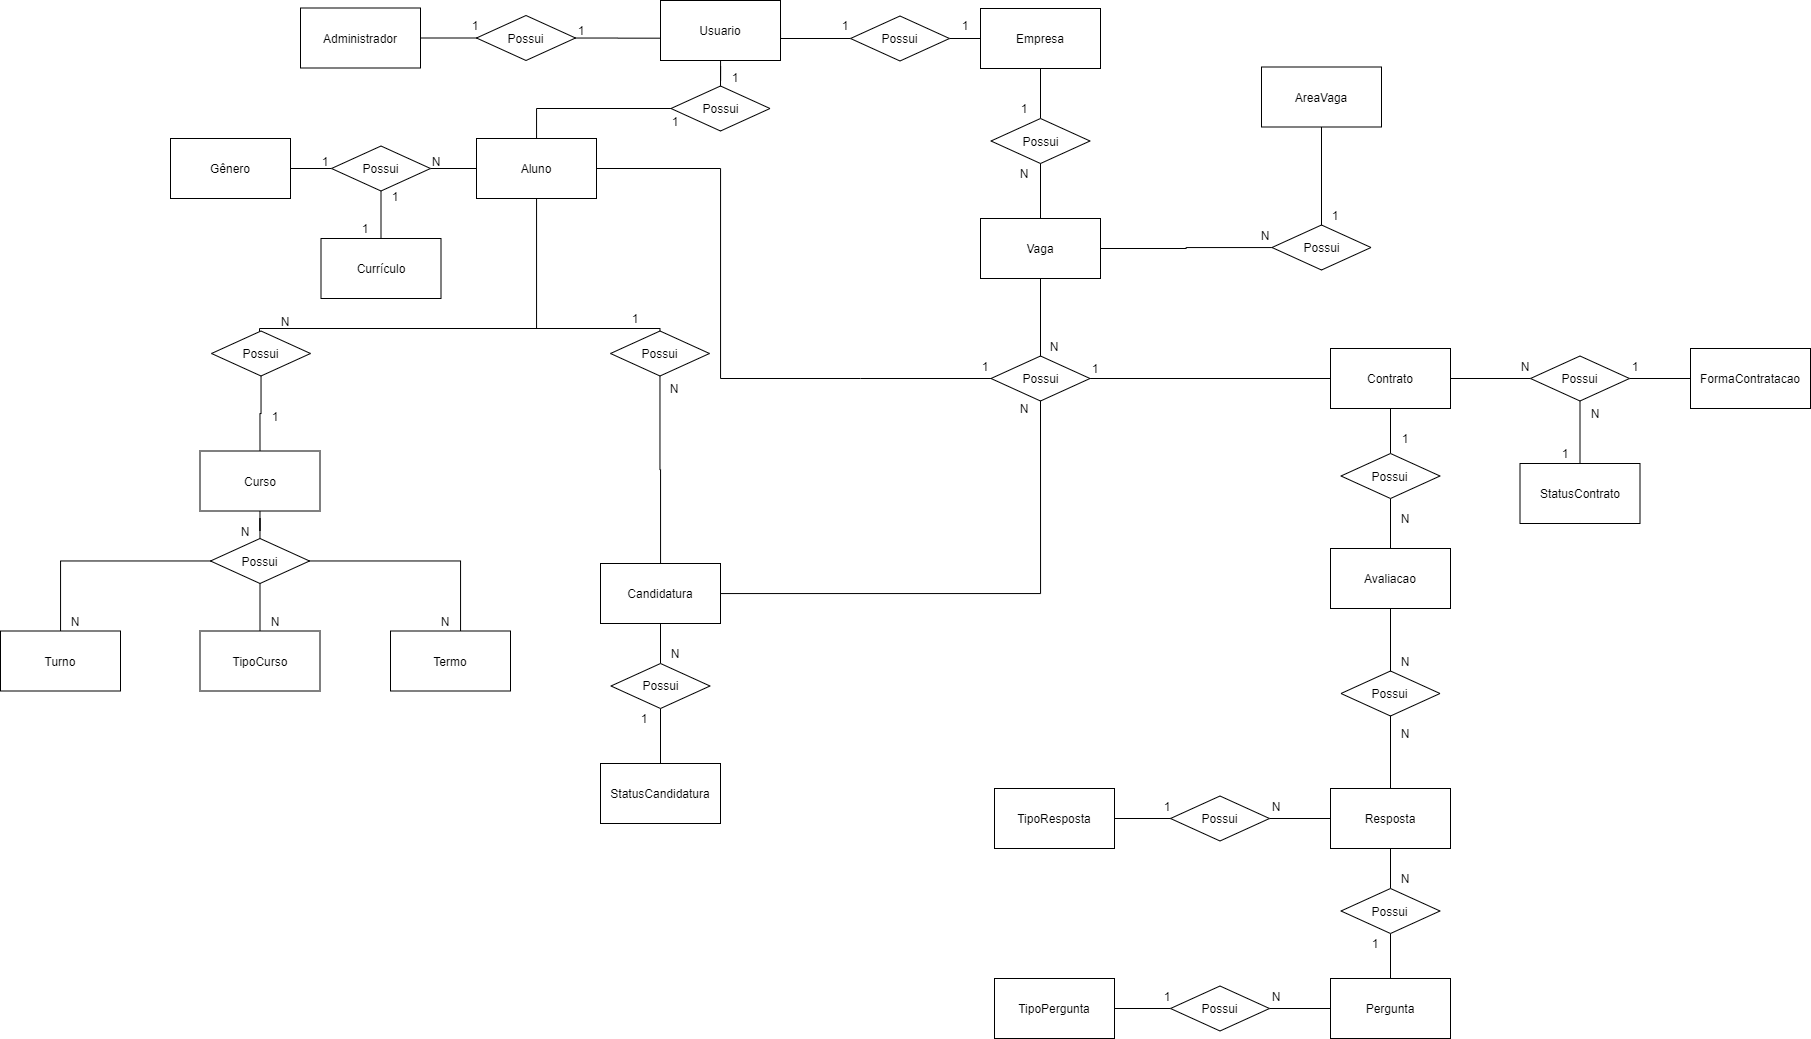 Administrador
1
Possui
1
Usuario
1
Possui
1
Empresa
1
Possui
1
1
Possui
N
AreaVaga
Gênero
1
Possui
N
Aluno
1
1
Currículo
Vaga
N
1
Possui
N
Possui
1
1
Possui
N
N
1
Possui
1
N
Contrato
N
Possui
1
FormaContratacao
N
1
StatusContrato
1
Possui
N
Curso
N
Possui
N
N
N
Turno
TipoCurso
Termo
Candidatura
N
Possui
1
StatusCandidatura
Avaliacao
N
Possui
N
TipoResposta
1
Possui
N
Resposta
N
Possui
1
TipoPergunta
1
Possui
N
Pergunta